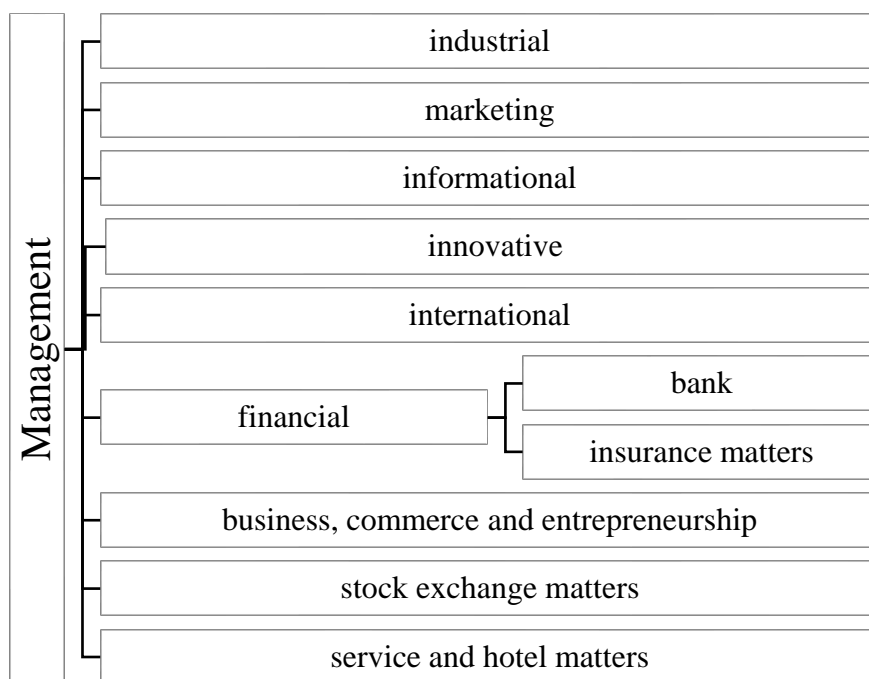 Management
industrial
marketing
informational
innovative
international
financial
bank
insurance matters
business, commerce and entrepreneurship
stock exchange matters
service and hotel matters